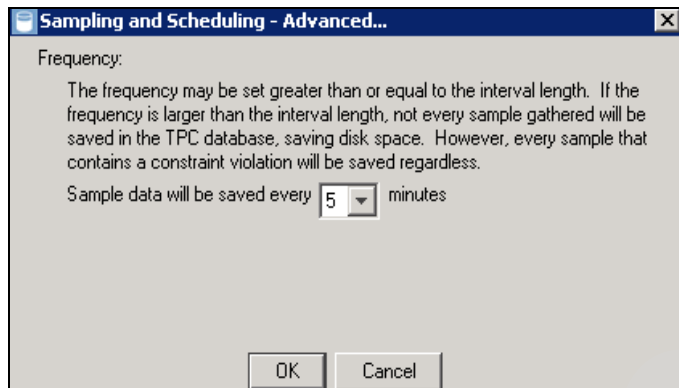 Sampling and Scheduling - Advanced...
Frequency:
The frequency may be set greater than or equal to the interval length. If the
frequency is larger than the interval length, not every sample gathered will be
saved in the TPC database, saving disk space. However, every sample that
contains a constraint violation will be saved regardless.
Sample data will be saved every 5 minutes
OK Cancel